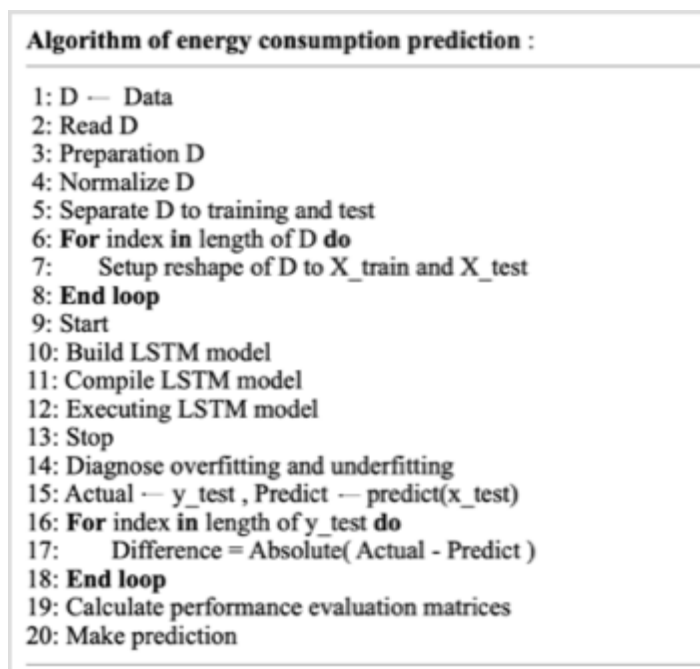 Algorithm of energy consumption prediction :
1: D — Data
2: Read D
3: Preparation D
4: Normalize D
5: Separate D to training and test
6: For index in length of D do
7: Setup reshape of D to X_train and X_test
8: End loop
9: Start
10: Build LSTM model
11: Compile LSTM model
12: Executing LSTM model
13: Stop
14: Diagnose overfitting and underfitting
15: Actual — y_test , Predict — predict(x_test)
16: For index in length of y_test do
17: Difference = Absolute( Actual - Predict )
18: End loop
19: Calculate performance evaluation matrices
20: Make prediction